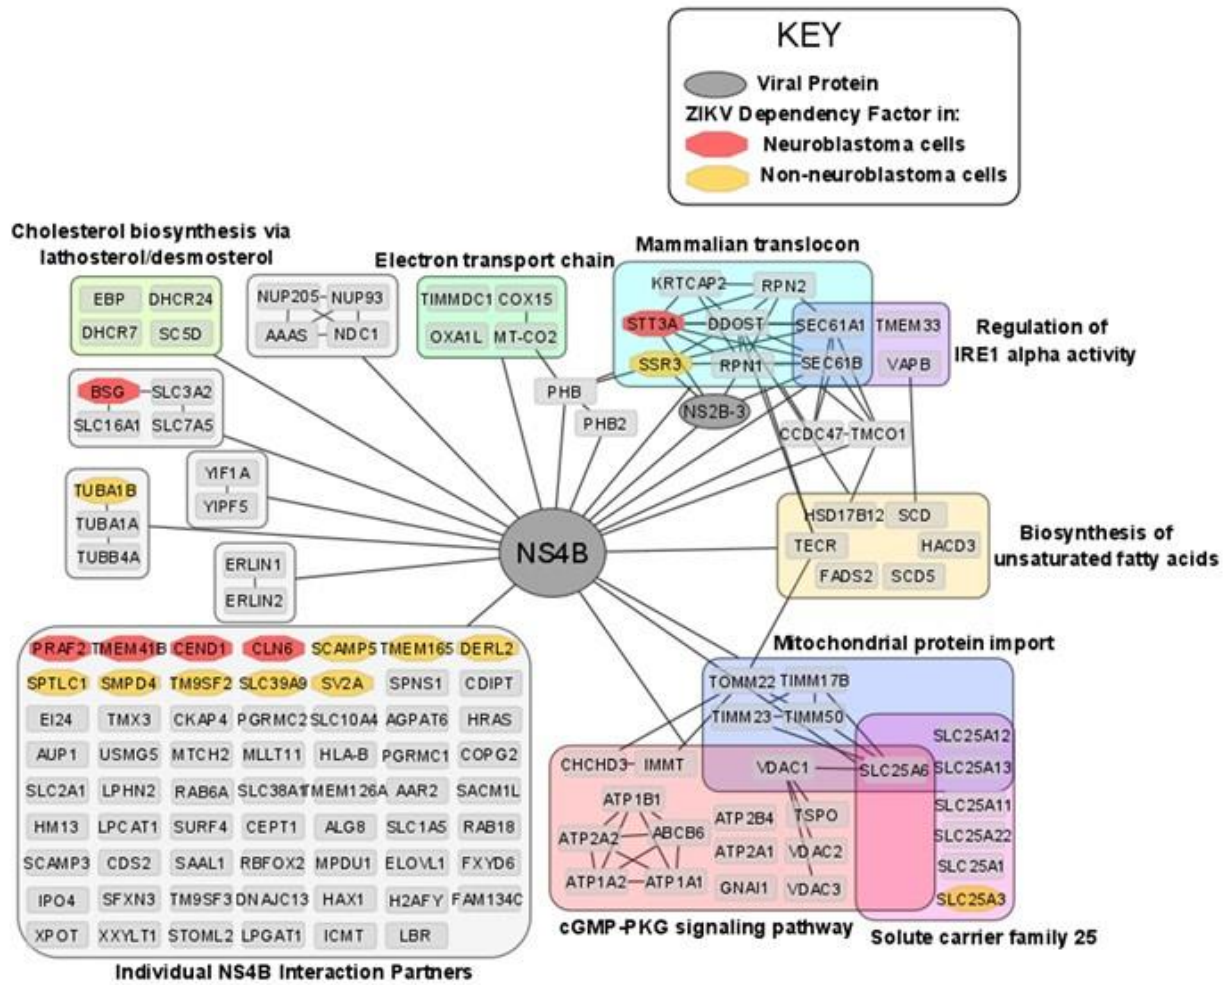 KEY
Viral Protein
ZIKV Dependency Factor in:
Neuroblastoma cells
Non-neuroblastoma cells
Cholesterol biosynthesis via
lathosterol/desmosterol
EBP DHCR24
DHCR7 SC5D
NUP205 NUP93
AAAS NDC1
Electron transport chain
TIMMDC1 COX15
OXA1L MT-CO2
PHB
PHB2
Mammalian translocon
KRTCAP2 RPN2
STT3A DDOST SEC61A1 TMEM33
SSR3 RPN1 SEC61B VAPB
Regulation of
IRE1 alpha activity
NS2B-3
CCDC47 TMCO1
BSG SLC3A2
SLC16A1 SLC7A5
YIF1A
YIPF5
TUBA1B
TUBA1A
TUBB4A
ERLIN1
ERLIN2
NS4B
HSD17B12 SCD
TECR HACD3
FADS2 SCD5
Biosynthesis of
unsaturated fatty acids
PRAF2 TMEM41B CEND1 CLN6 SCAMP5 TMEM165 DERL2
SPTLC1 SMPD4 TM9SF2 SLC39A9 SV2A SPNS1 CDIPT
EI24 TMX3 CKAP4 PGRMC2 SLC10A4 AGPAT6 HRAS
AUP1 USMG5 MTCH2 MLLT11 HLA-B PGRMC1 COPG2
SLC2A1 LPHN2 RAB6A SLC38A1 TMEM126A AAR2 SACM1L
HM13 LPCAT1 SURF4 CEPT1 ALG8 SLC1A5 RAB18
SCAMP3 CDS2 SAAL1 RBFOX2 MPDU1 ELOVL1 FXYD6
IPO4 SFXN3 TM9SF3 DNAJC13 HAX1 H2AFY FAM134C
XPOT XXYLT1 STOML2 LPGAT1 ICMT LBR
Individual NS4B Interaction Partners
Mitochondrial protein import
TOMM22 TIMM17B
TIMM23 TIMM50
CHCHD3 IMMT VDAC1 SLC25A6
SLC25A12
SLC25A13
SLC25A11
SLC25A22
SLC25A1
SLC25A3
ATP1B1
ATP2A2 ABCB6
ATP1A2 ATP1A1
ATP2B4 TSPO
ATP2A1 VDAC2
GNAI1 VDAC3
cGMP-PKG signaling pathway
Solute carrier family 25